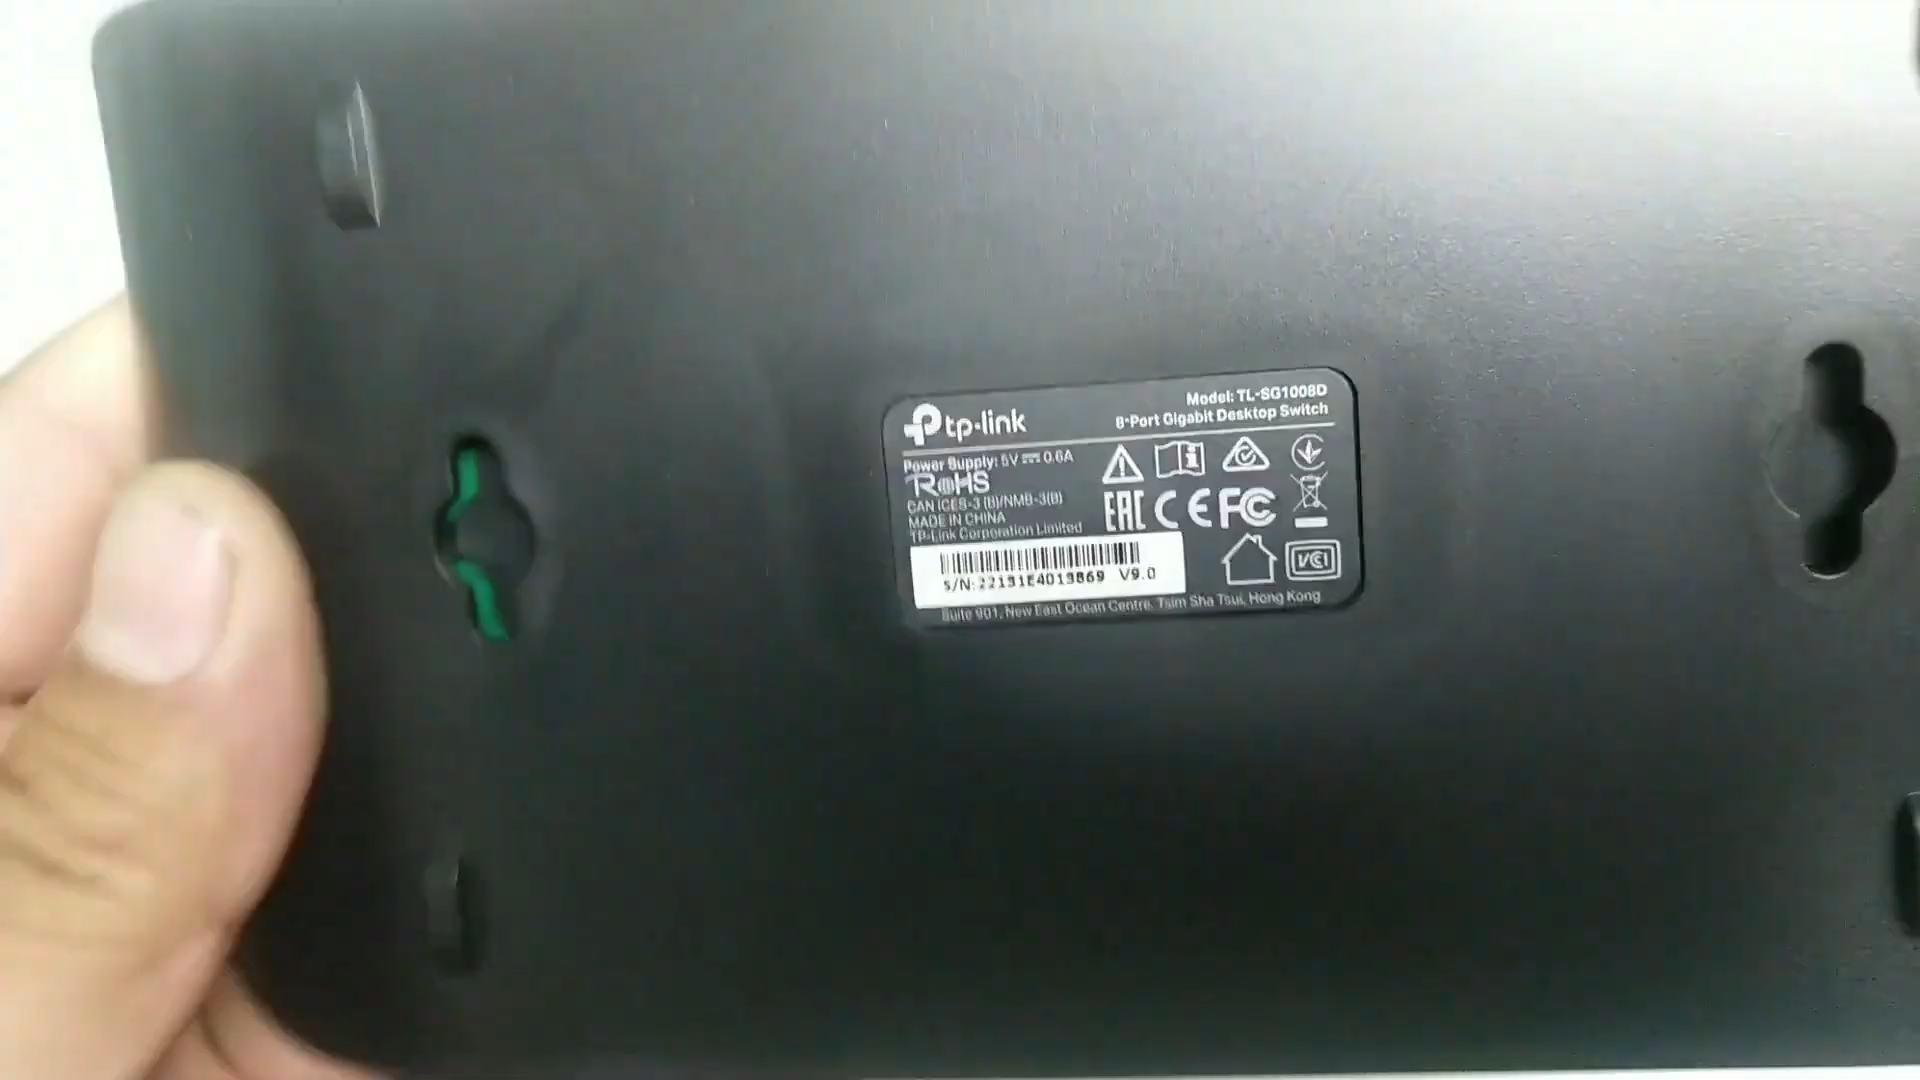 tp-link
Model: TL-SG1008D
8-Port Gigabit Desktop Switch
Power Supply: 5V⎓0.6A
RoHS
CAN ICES-3 (B)/NMB-3(B)
MADE IN CHINA
TP-Link Corporation Limited
EAC CE FC
S/N:22131E4013869 V9.0
VCCI
Suite 901, New East Ocean Centre, Tsim Sha Tsui, Hong Kong